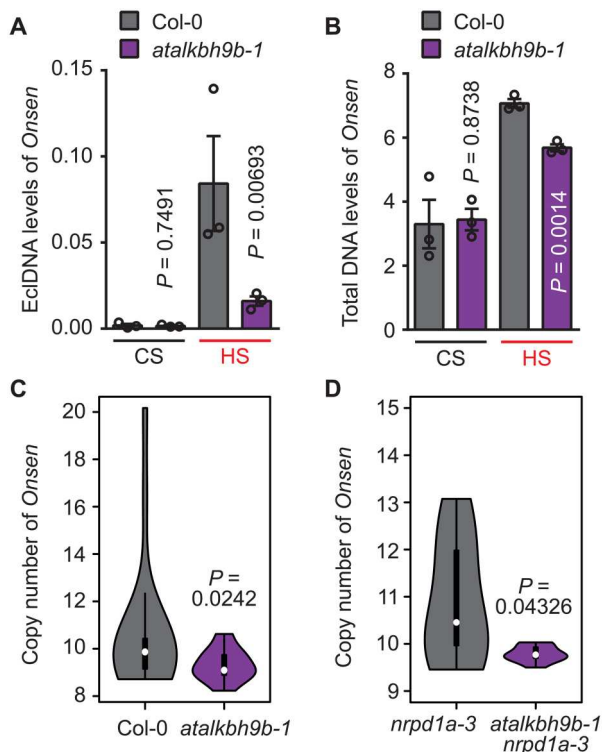 A
Col-0
atalkbh9b-1
EclDNA levels of Onsen
0.15
0.10
0.05
0.00
P = 0.7491
P = 0.00693
CS
HS
B
Col-0
atalkbh9b-1
Total DNA levels of Onsen
8
6
4
2
0
P = 0.8738
P = 0.0014
CS
HS
C
Copy number of Onsen
20
18
16
14
12
10
8
P =
0.0242
Col-0
atalkbh9b-1
D
Copy number of Onsen
15
14
13
12
11
10
9
P =
0.04326
nrpd1a-3
atalkbh9b-1
nrpd1a-3